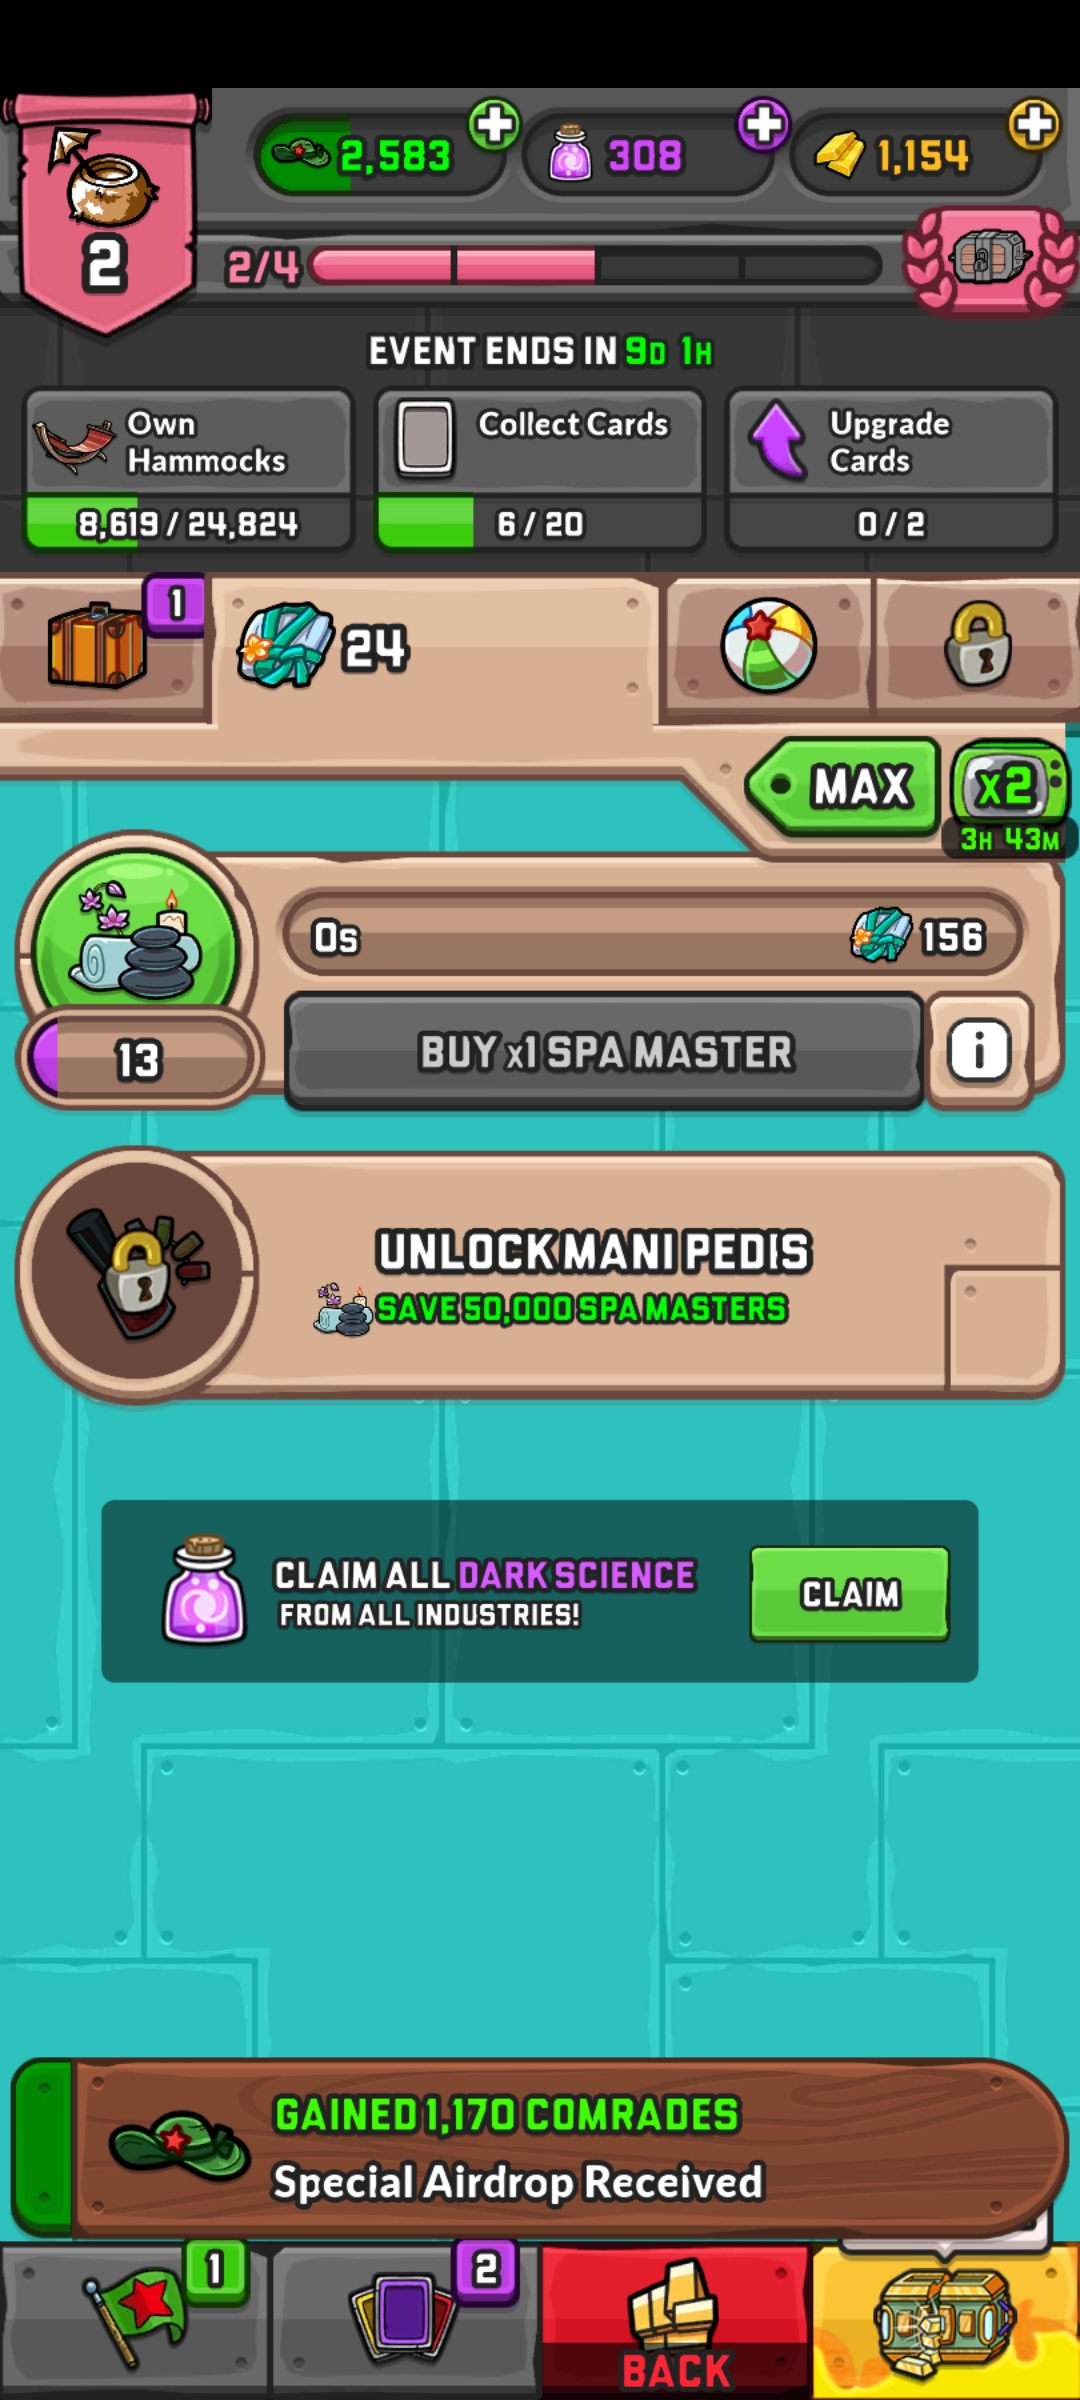 2,583
308
1,154
2
2/4
EVENT ENDS IN 9D 1H
Own
Hammocks
8,619 / 24,824
Collect Cards
6 / 20
Upgrade
Cards
0 / 2
1
24
MAX
x2
3H 43M
0s
156
13
BUY x1 SPA MASTER
i
UNLOCK MANI PEDIS
SAVE 50,000 SPA MASTERS
CLAIM ALL DARK SCIENCE
FROM ALL INDUSTRIES!
CLAIM
GAINED 1,170 COMRADES
Special Airdrop Received
1
2
BACK